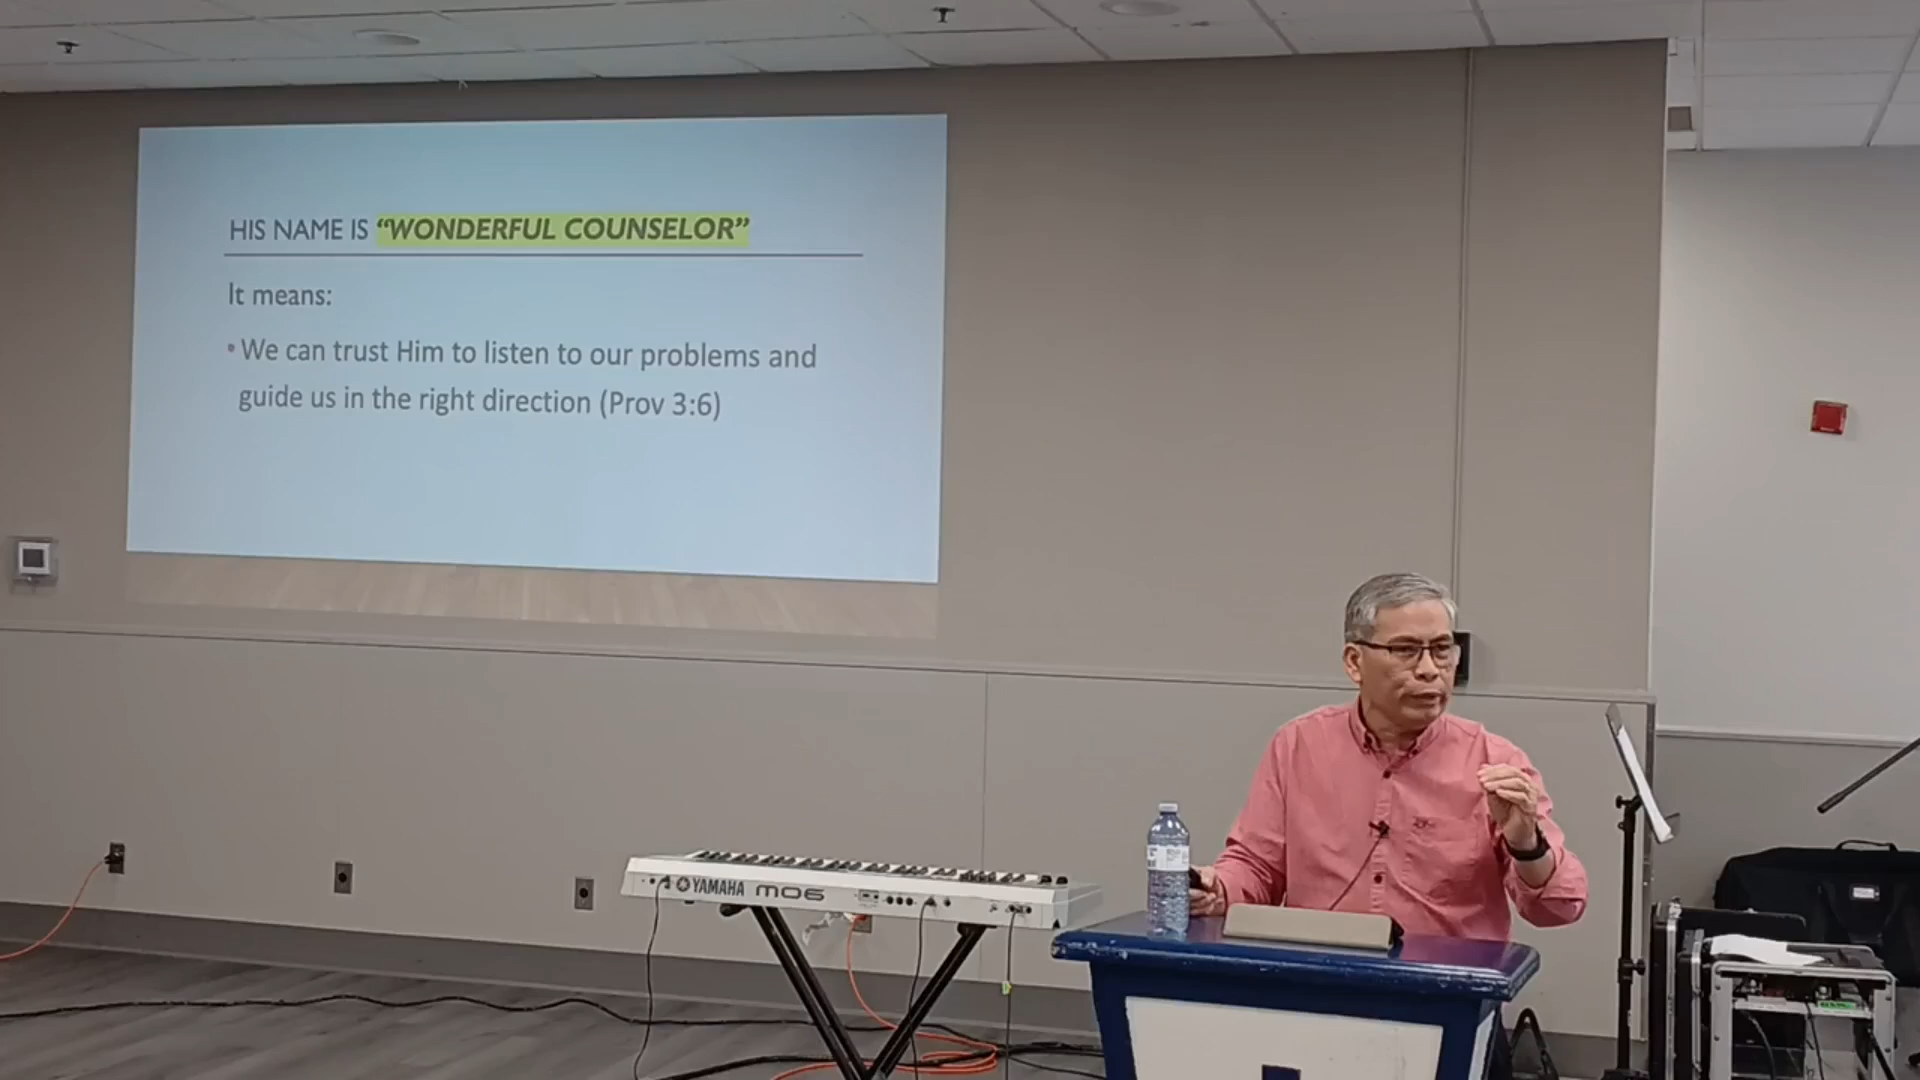 HIS NAME IS “WONDERFUL COUNSELOR”
It means:
• We can trust Him to listen to our problems and
guide us in the right direction (Prov 3:6)
YAMAHA MO6